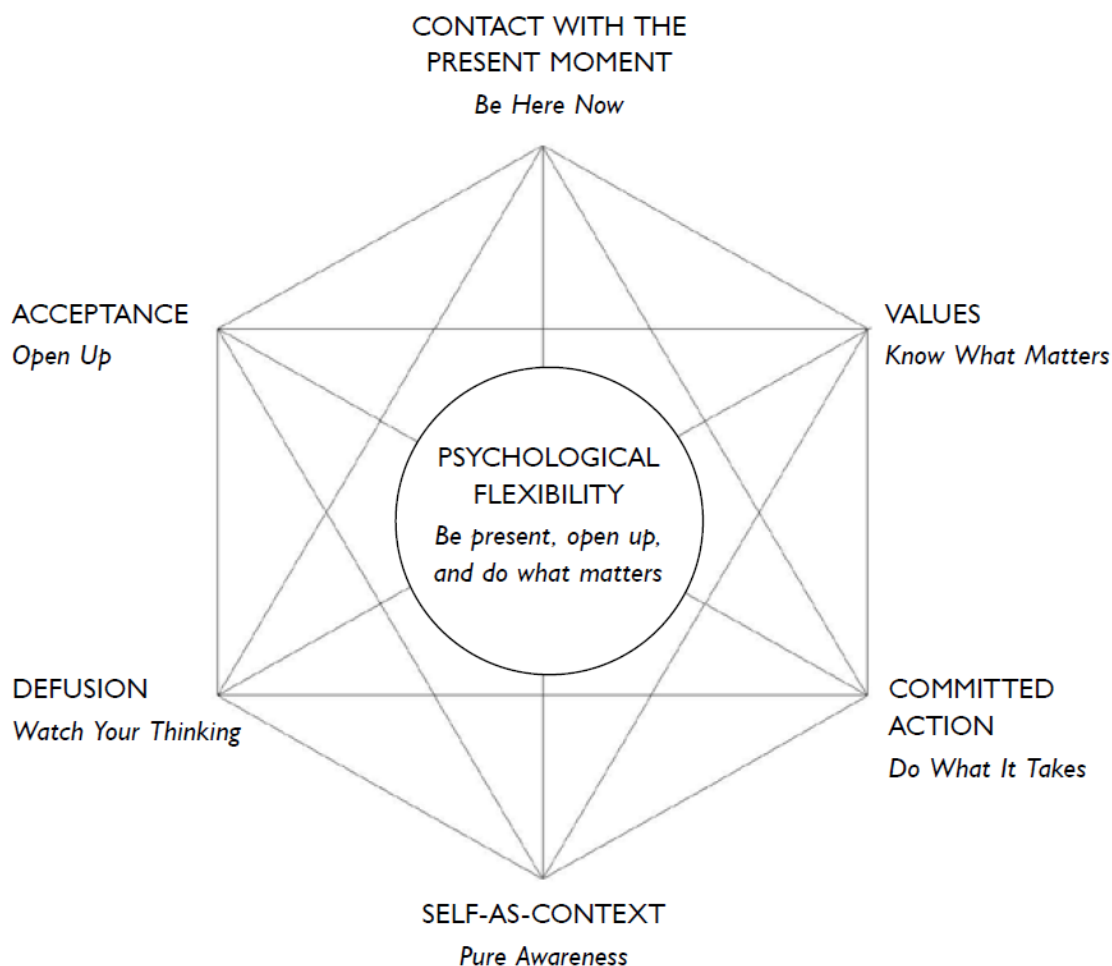 CONTACT WITH THE
PRESENT MOMENT
Be Here Now
ACCEPTANCE
Open Up
VALUES
Know What Matters
PSYCHOLOGICAL
FLEXIBILITY
Be present, open up,
and do what matters
DEFUSION
Watch Your Thinking
COMMITTED
ACTION
Do What It Takes
SELF-AS-CONTEXT
Pure Awareness